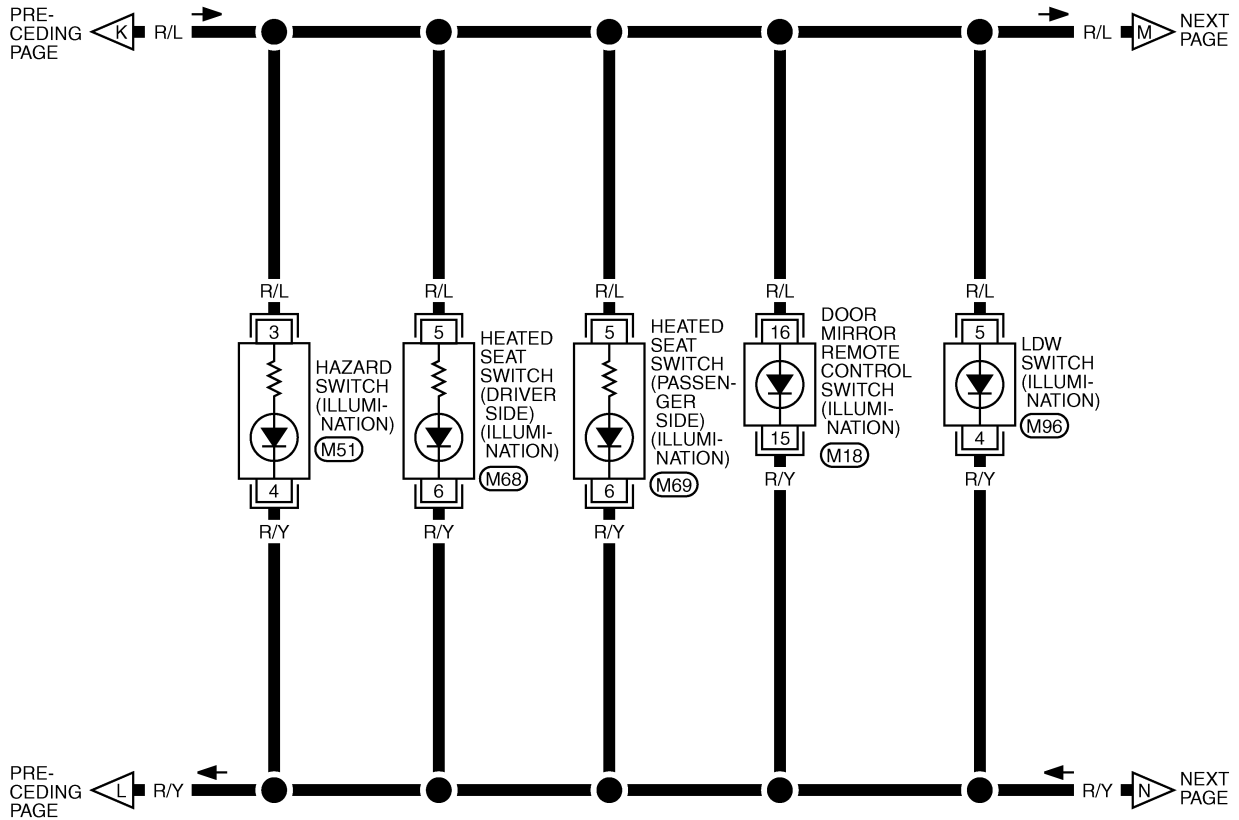 PRE-
CEDING
PAGE
K
R/L
R/L
M
NEXT
PAGE
R/L
R/L
R/L
R/L
R/L
3
5
5
16
5
HAZARD
SWITCH
(ILLUMI-
NATION)
M51
HEATED
SEAT
SWITCH
(DRIVER
SIDE)
(ILLUMI-
NATION)
M68
HEATED
SEAT
SWITCH
(PASSEN-
GER
SIDE)
(ILLUMI-
NATION)
M69
DOOR
MIRROR
REMOTE
CONTROL
SWITCH
(ILLUMI-
NATION)
M18
LDW
SWITCH
(ILLUMI-
NATION)
M96
4
6
6
15
4
R/Y
R/Y
R/Y
R/Y
R/Y
PRE-
CEDING
PAGE
L
R/Y
R/Y
N
NEXT
PAGE